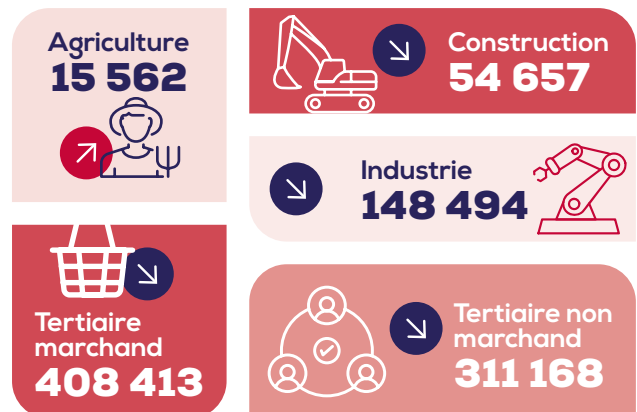 Agriculture
15 562
Construction
54 657
Industrie
148 494
Tertiaire
marchand
408 413
Tertiaire non
marchand
311 168